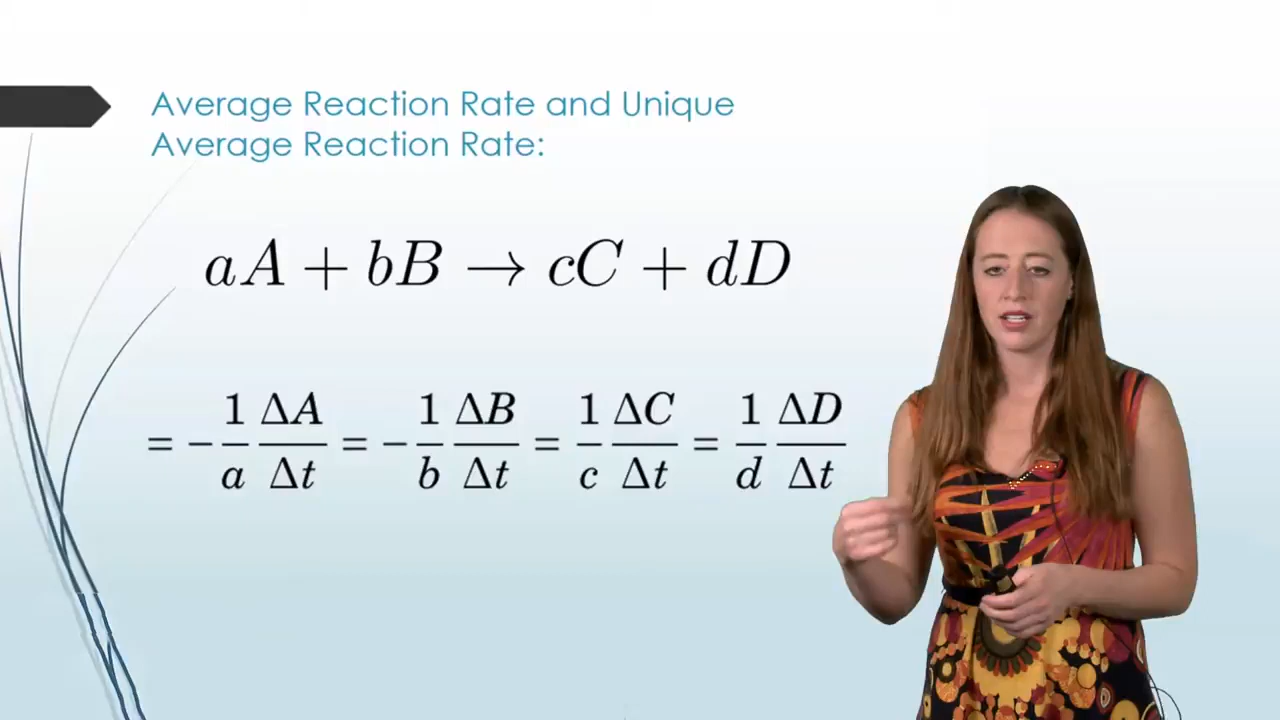 Average Reaction Rate and Unique
Average Reaction Rate:
aA + bB → cC + dD
= − 1/a ΔA/Δt = − 1/b ΔB/Δt = 1/c ΔC/Δt = 1/d ΔD/Δt